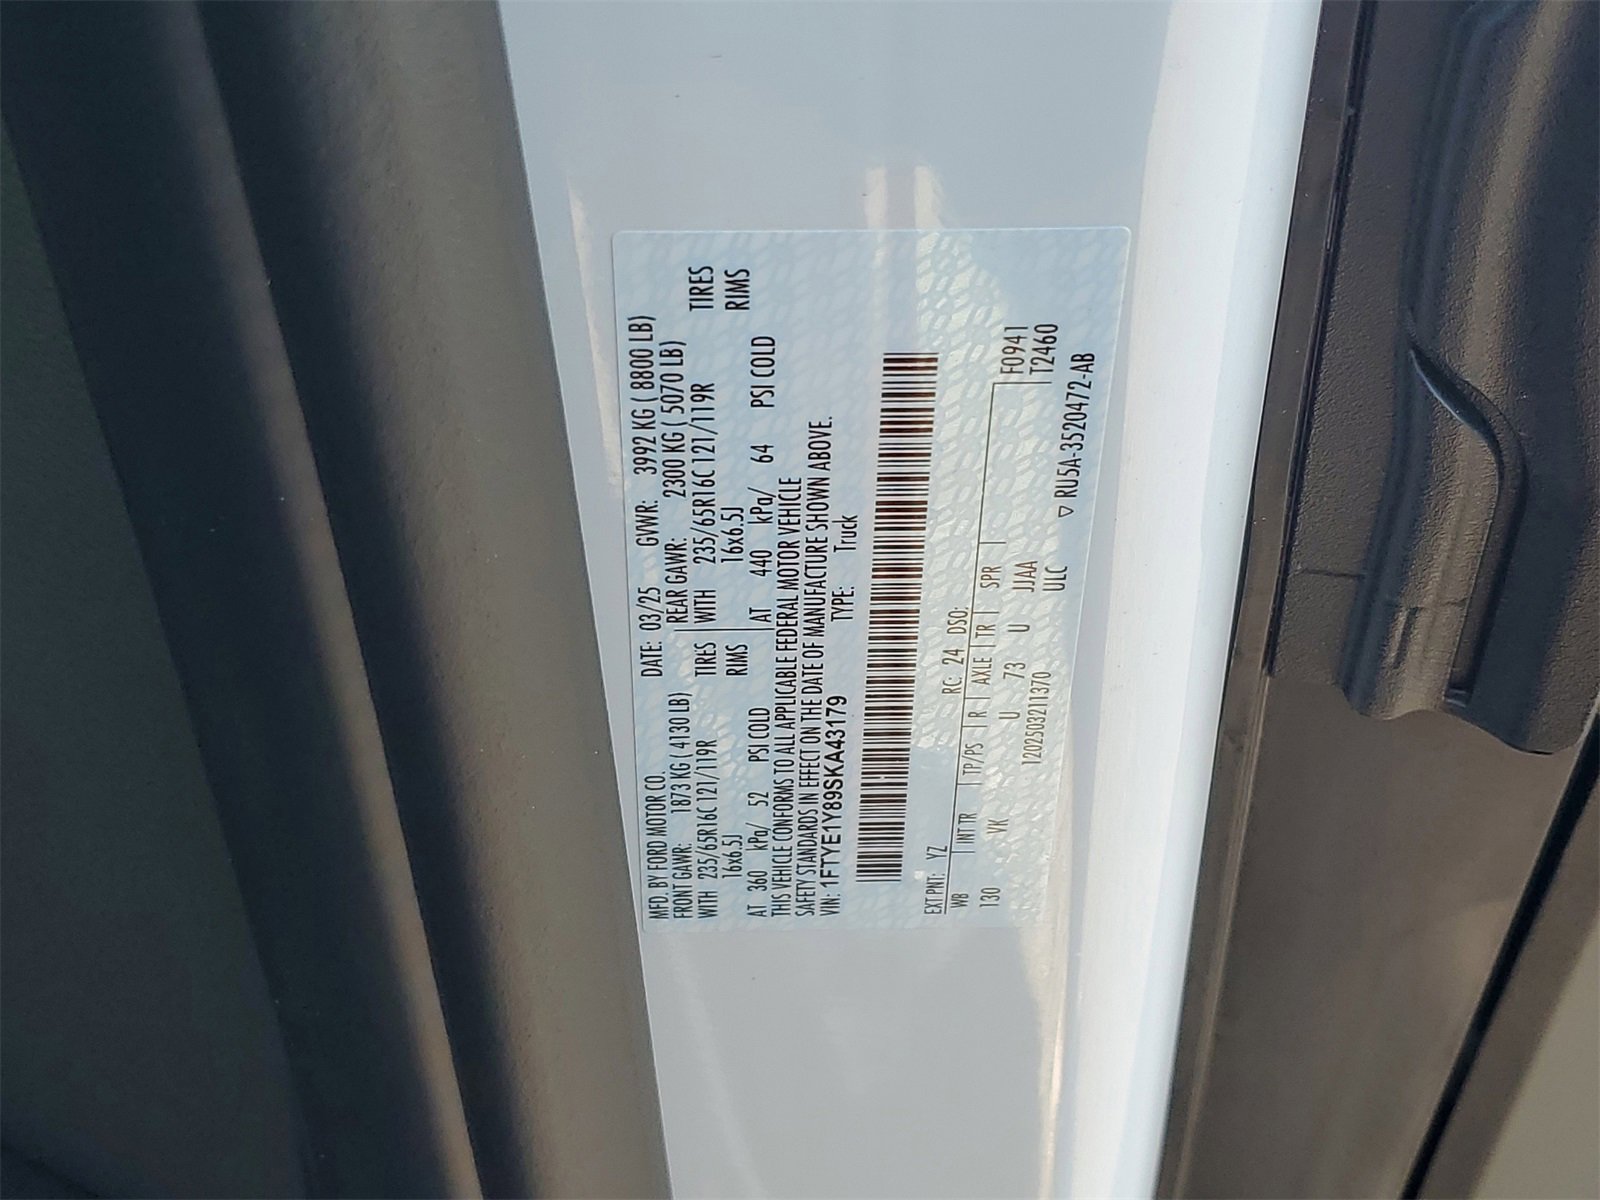 MFD. BY FORD MOTOR CO. DATE: 03/25 GVWR: 3992 KG ( 8800 LB)
FRONT GAWR: 1873 KG ( 4130 LB) REAR GAWR: 2300 KG ( 5070 LB)
WITH 235/65R16C 121/119R TIRES WITH 235/65R16C 121/119R TIRES
16x6.5J RIMS 16x6.5J RIMS
AT 360 kPa/ 52 PSI COLD AT 440 kPa/ 64 PSI COLD
THIS VEHICLE CONFORMS TO ALL APPLICABLE FEDERAL MOTOR VEHICLE
SAFETY STANDARDS IN EFFECT ON THE DATE OF MANUFACTURE SHOWN ABOVE.
VIN: 1FTYE1Y89SKA43179 TYPE: Truck
EXT PNT: YZ RC: 24 DSO:
WB INT TR TP/PS R AXLE TR SPR F0941
130 VK U 73 U JJAA T2460
1202503211370 ULC
▽ RU5A-3520472-AB